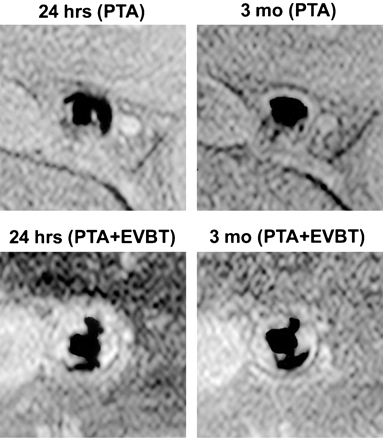 24 hrs (PTA)
3 mo (PTA)
24 hrs (PTA+EVBT)
3 mo (PTA+EVBT)